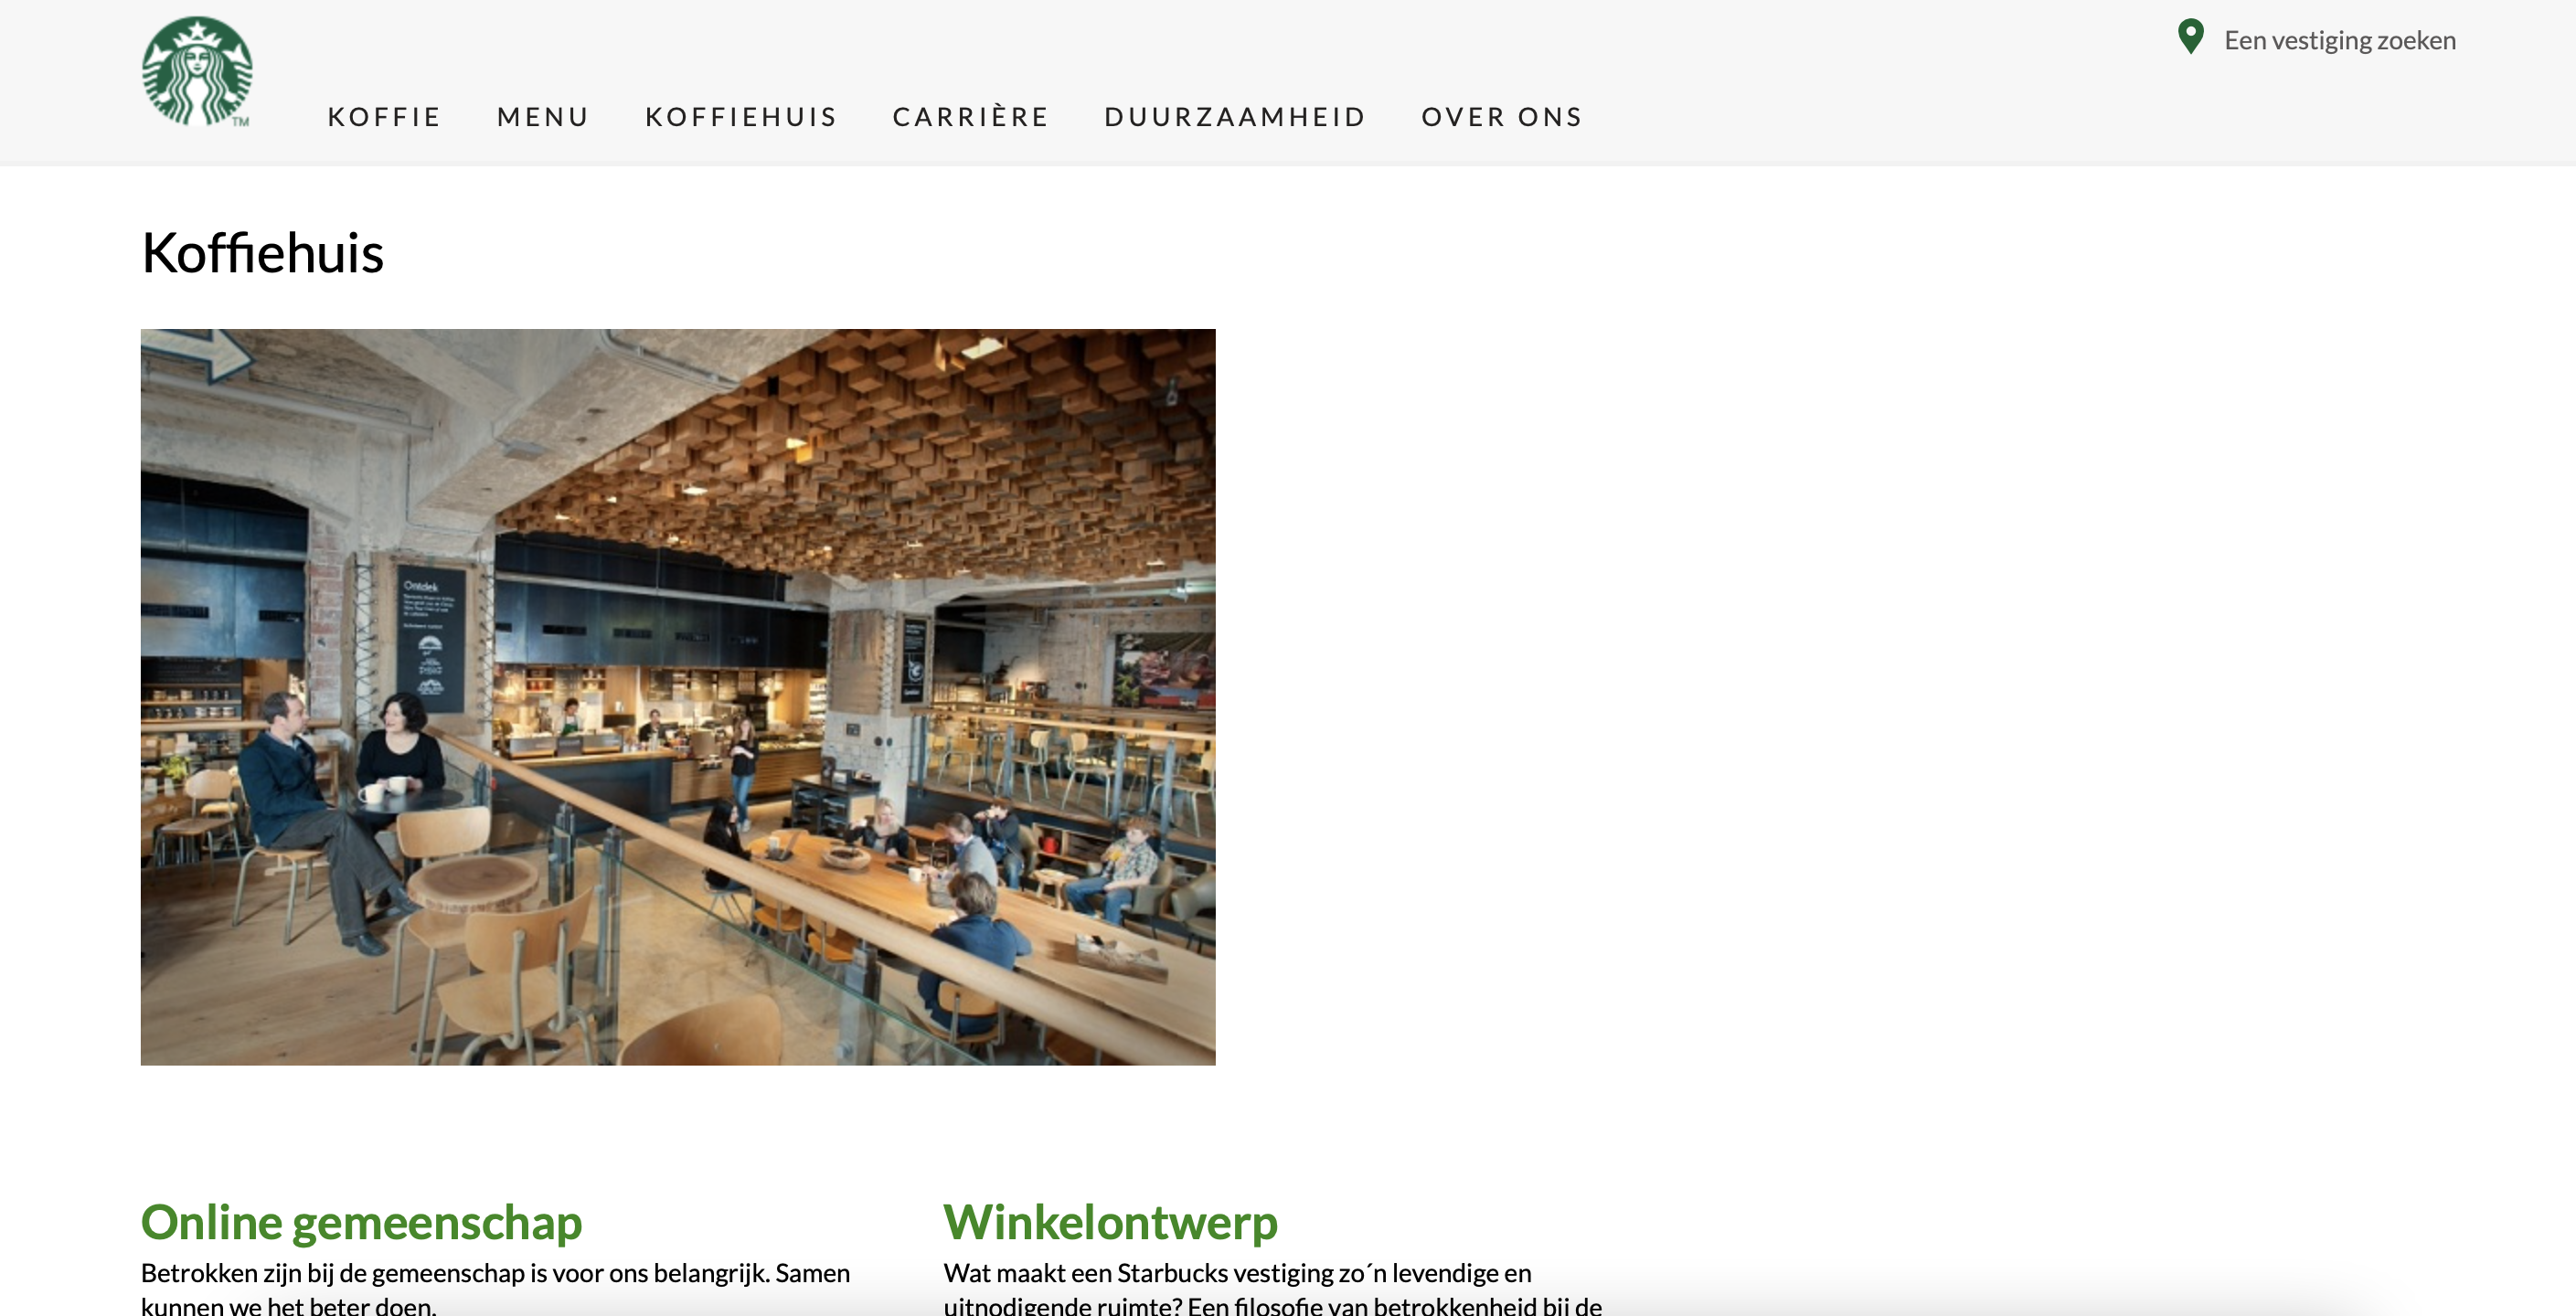 TM
Een vestiging zoeken
KOFFIE MENU KOFFIEHUIS CARRIÈRE DUURZAAMHEID OVER ONS
Koffiehuis
Ontdek
Online gemeenschap
Betrokken zijn bij de gemeenschap is voor ons belangrijk. Samen
kunnen we het beter doen.
Winkelontwerp
Wat maakt een Starbucks vestiging zo´n levendige en
uitnodigende ruimte? Een filosofie van betrokkenheid bij de